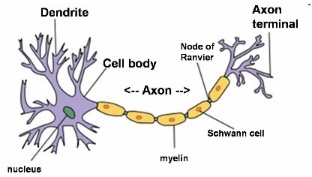 Dendrite
Axon
terminal
Node of
Ranvier
Cell body
<-- Axon -->
Schwann cell
myelin
nucleus